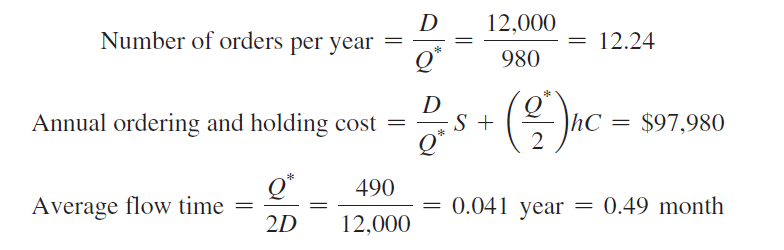 Number of orders per year = D/Q* = 12,000/980 = 12.24
Annual ordering and holding cost = D/Q* S + (Q*/2)hC = $97,980
Average flow time = Q*/2D = 490/12,000 = 0.041 year = 0.49 month